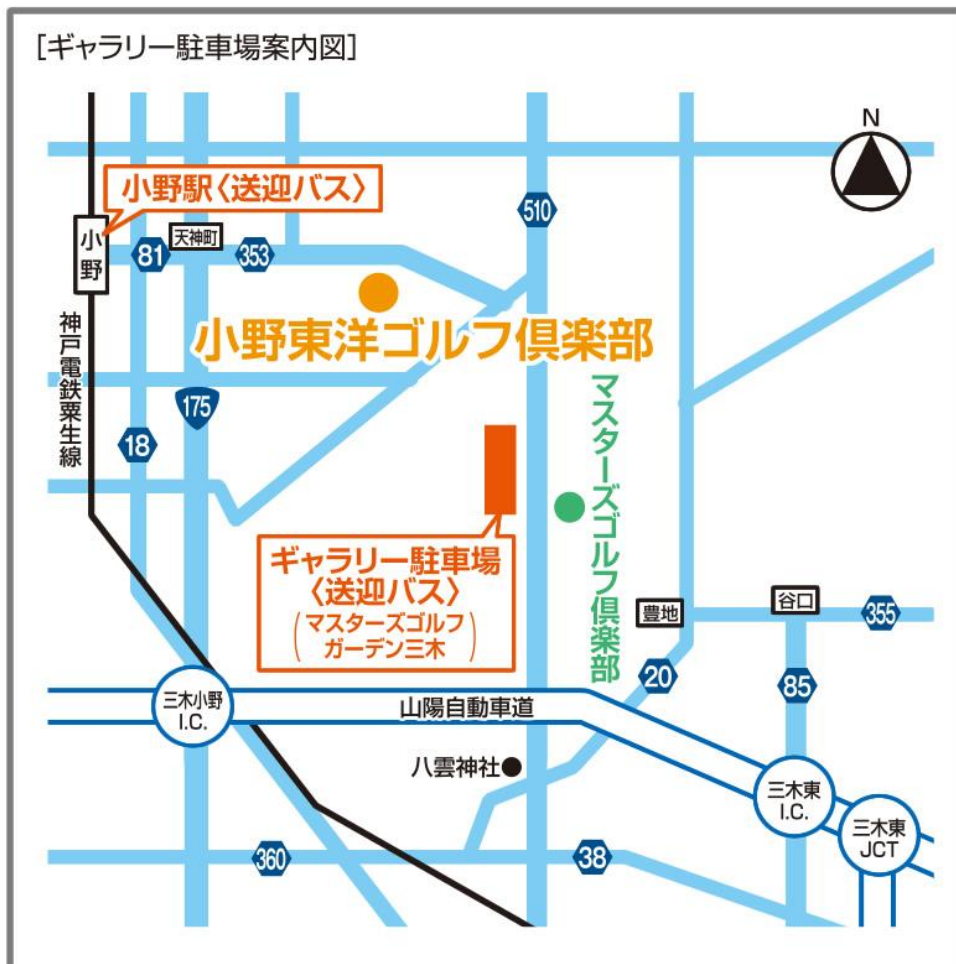 [ギャラリー駐車場案内図]
N
小野駅〈送迎バス〉
510
小野
81
天神町
353
小野東洋ゴルフ倶楽部
神戸電鉄粟生線
175
18
マスターズゴルフ倶楽部
ギャラリー駐車場
〈送迎バス〉
(マスターズゴルフ
ガーデン三木)
豊地
谷口
355
20
85
三木小野
I.C.
山陽自動車道
八雲神社
三木東
I.C.
三木東
JCT
360
38